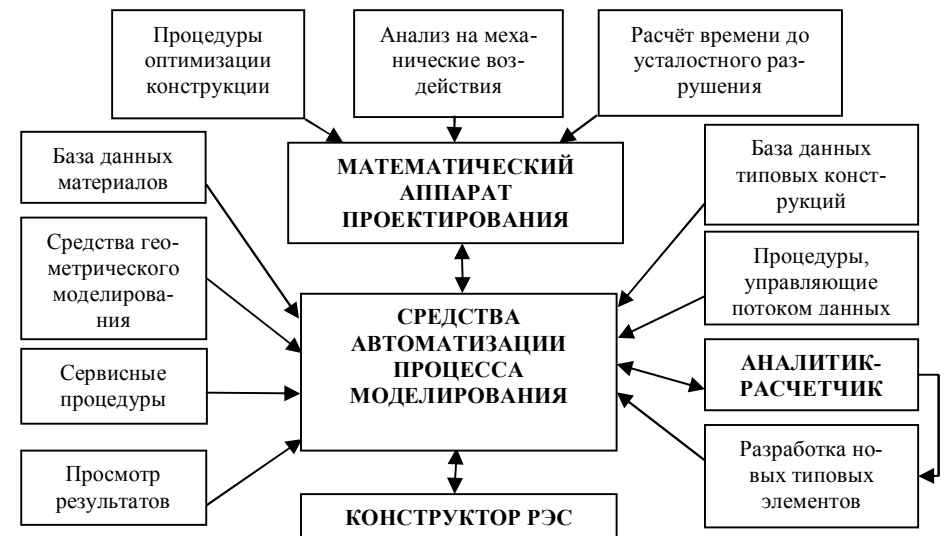 Процедуры
оптимизации
конструкции
Анализ на меха-
нические воз-
действия
Расчёт времени до
усталостного раз-
рушения
База данных
материалов
МАТЕМАТИЧЕСКИЙ
АППАРАТ
ПРОЕКТИРОВАНИЯ
База данных
типовых конст-
рукций
Средства гео-
метрического
моделирова-
ния
Процедуры,
управляющие
потоком данных
СРЕДСТВА
АВТОМАТИЗАЦИИ
ПРОЦЕССА
МОДЕЛИРОВАНИЯ
Сервисные
процедуры
АНАЛИТИК-
РАСЧЕТЧИК
Просмотр
результатов
Разработка но-
вых типовых
элементов
КОНСТРУКТОР РЭС